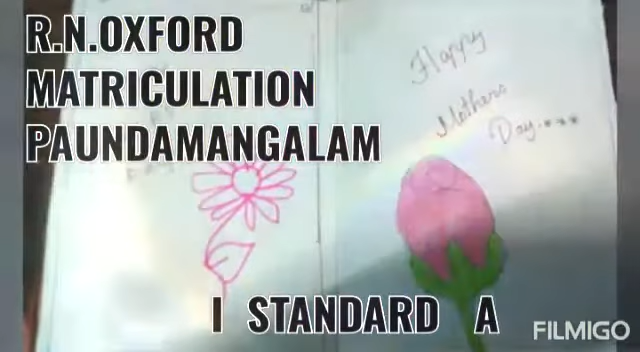 R.N.OXFORD
MATRICULATION
PAUNDAMANGALAM
Happy
Mothers
Day....
I STANDARD A
FILMIGO